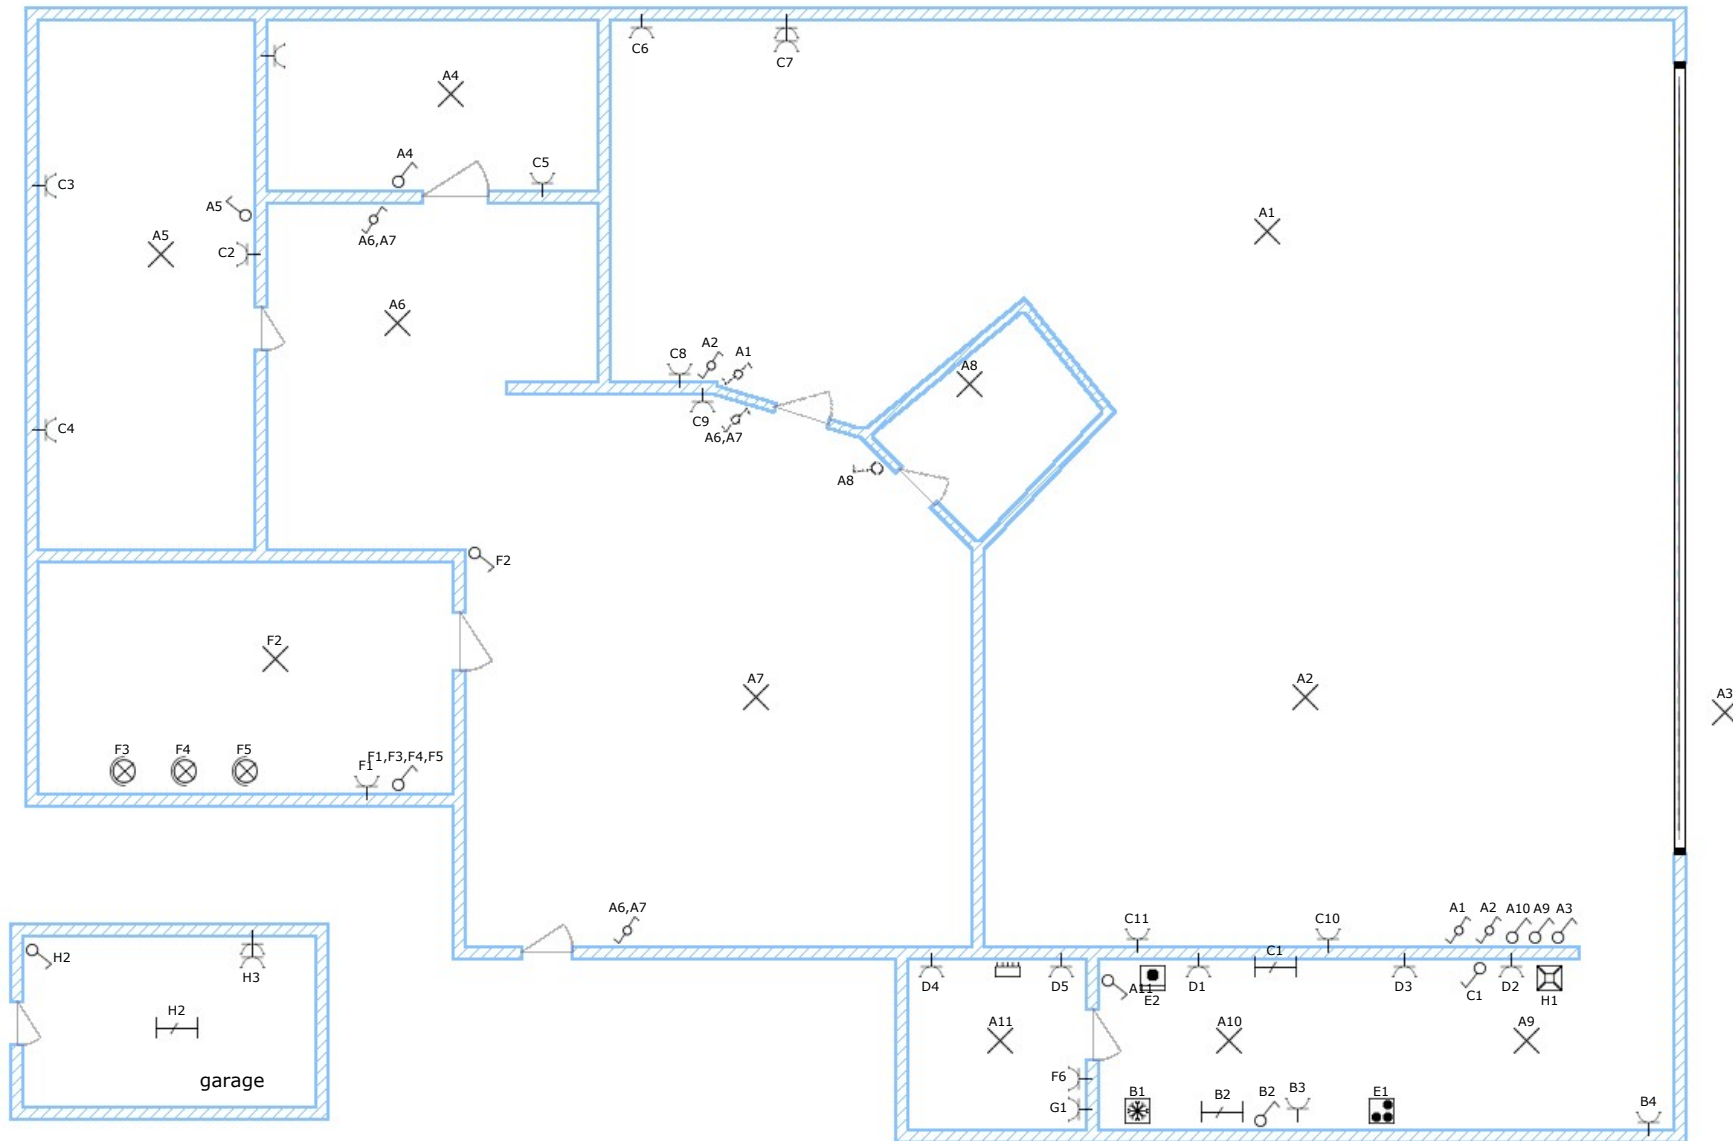 C6
C7
A4
A4
C5
C3
A5
A6,A7
A1
C2
A5
A6
C8
A2
A1
A8
C9
A6,A7
C4
A8
F2
F2
A7
A2
A3
F3
F4
F5
F1,F3,F4,F5
F1
A6,A7
C11
C10
A1
A2
A10
A9
A3
H2
H3
C1
D4
D5
A11
E2
D1
D3
C1
D2
H1
H2
A11
A10
A9
garage
F6
G1
B1
B2
B2
B3
E1
B4